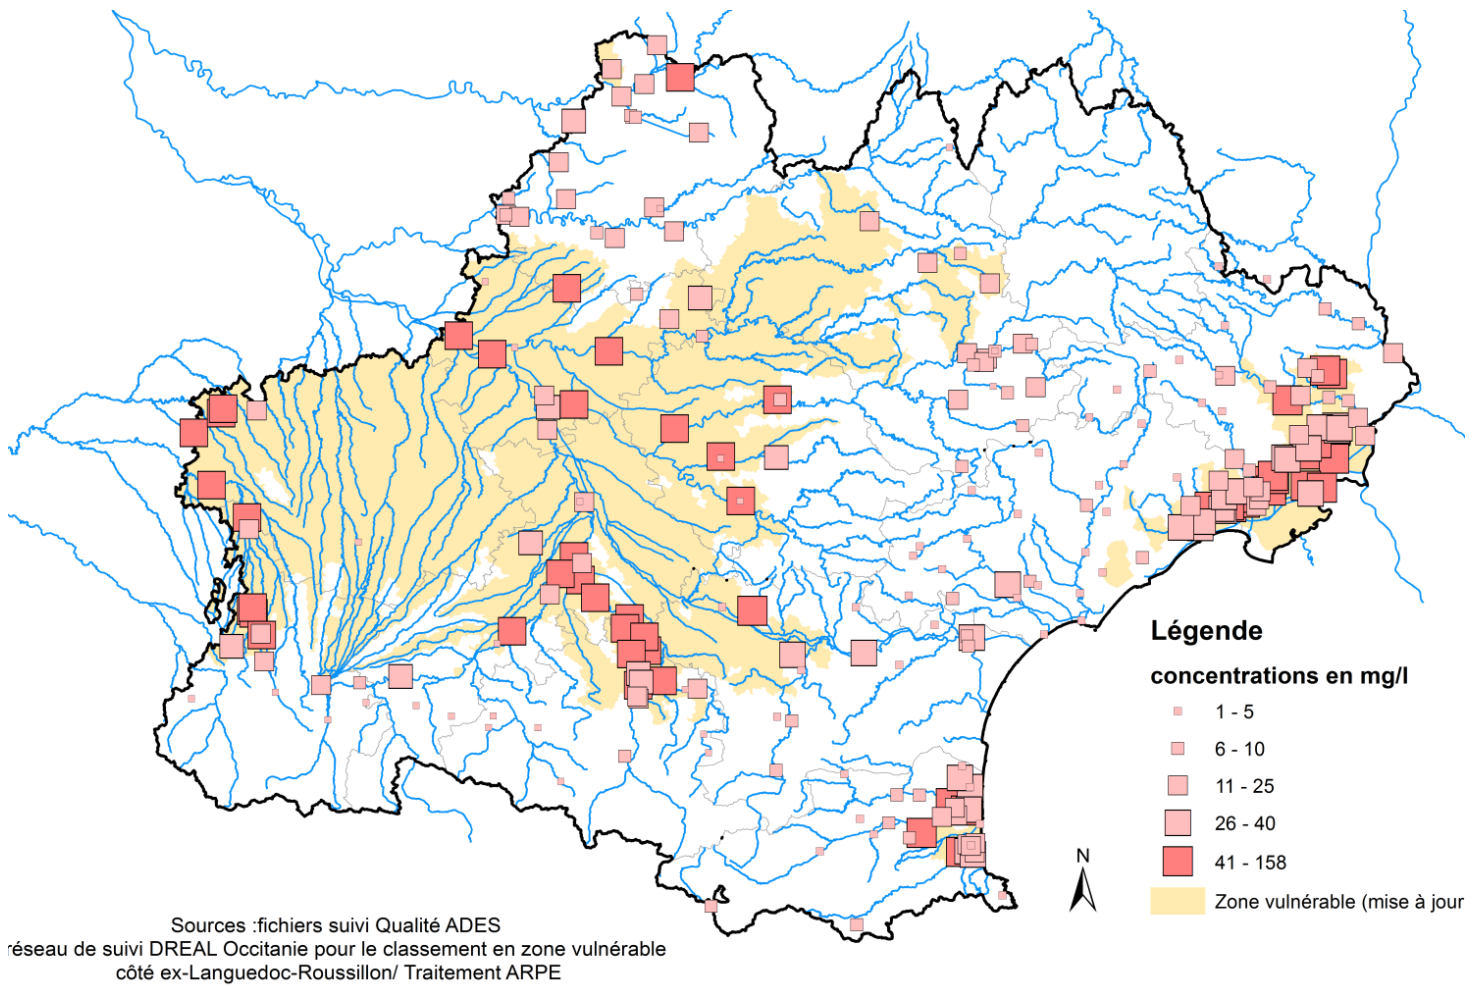 N
Légende
concentrations en mg/l
1 - 5
6 - 10
11 - 25
26 - 40
41 - 158
Zone vulnérable (mise à jour
Sources :fichiers suivi Qualité ADES
réseau de suivi DREAL Occitanie pour le classement en zone vulnérable
côté ex-Languedoc-Roussillon/ Traitement ARPE